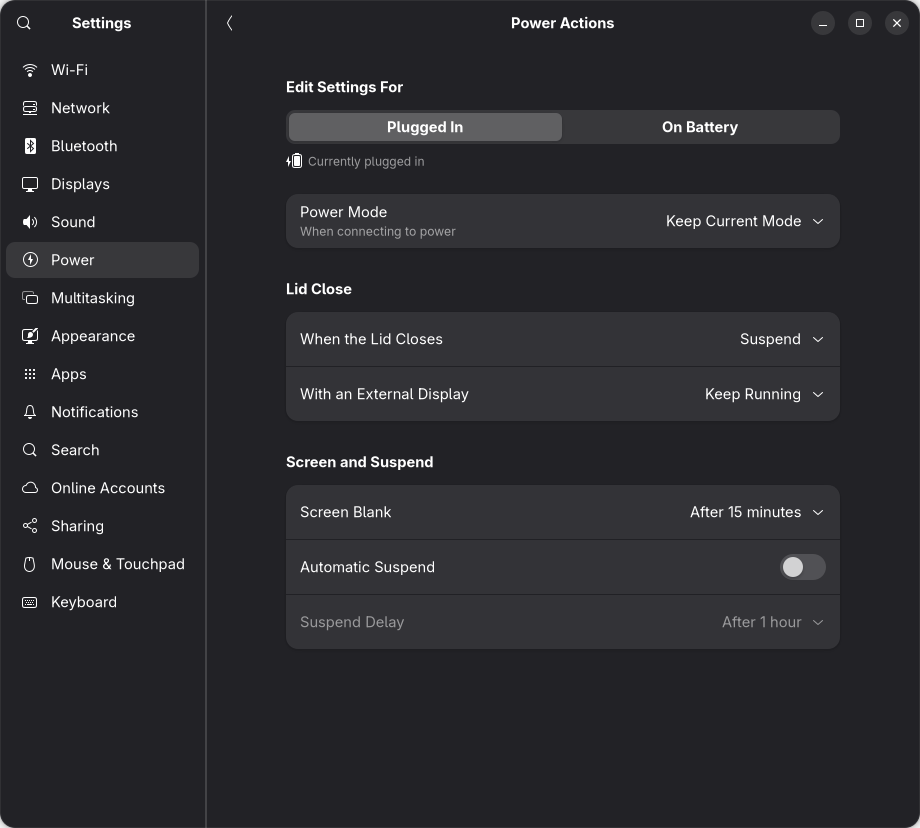 Settings
Wi-Fi
Network
Bluetooth
Displays
Sound
Power
Multitasking
Appearance
Apps
Notifications
Search
Online Accounts
Sharing
Mouse & Touchpad
Keyboard
Power Actions
Edit Settings For
Plugged In
On Battery
Currently plugged in
Power Mode
When connecting to power
Keep Current Mode
Lid Close
When the Lid Closes
Suspend
With an External Display
Keep Running
Screen and Suspend
Screen Blank
After 15 minutes
Automatic Suspend
Suspend Delay
After 1 hour